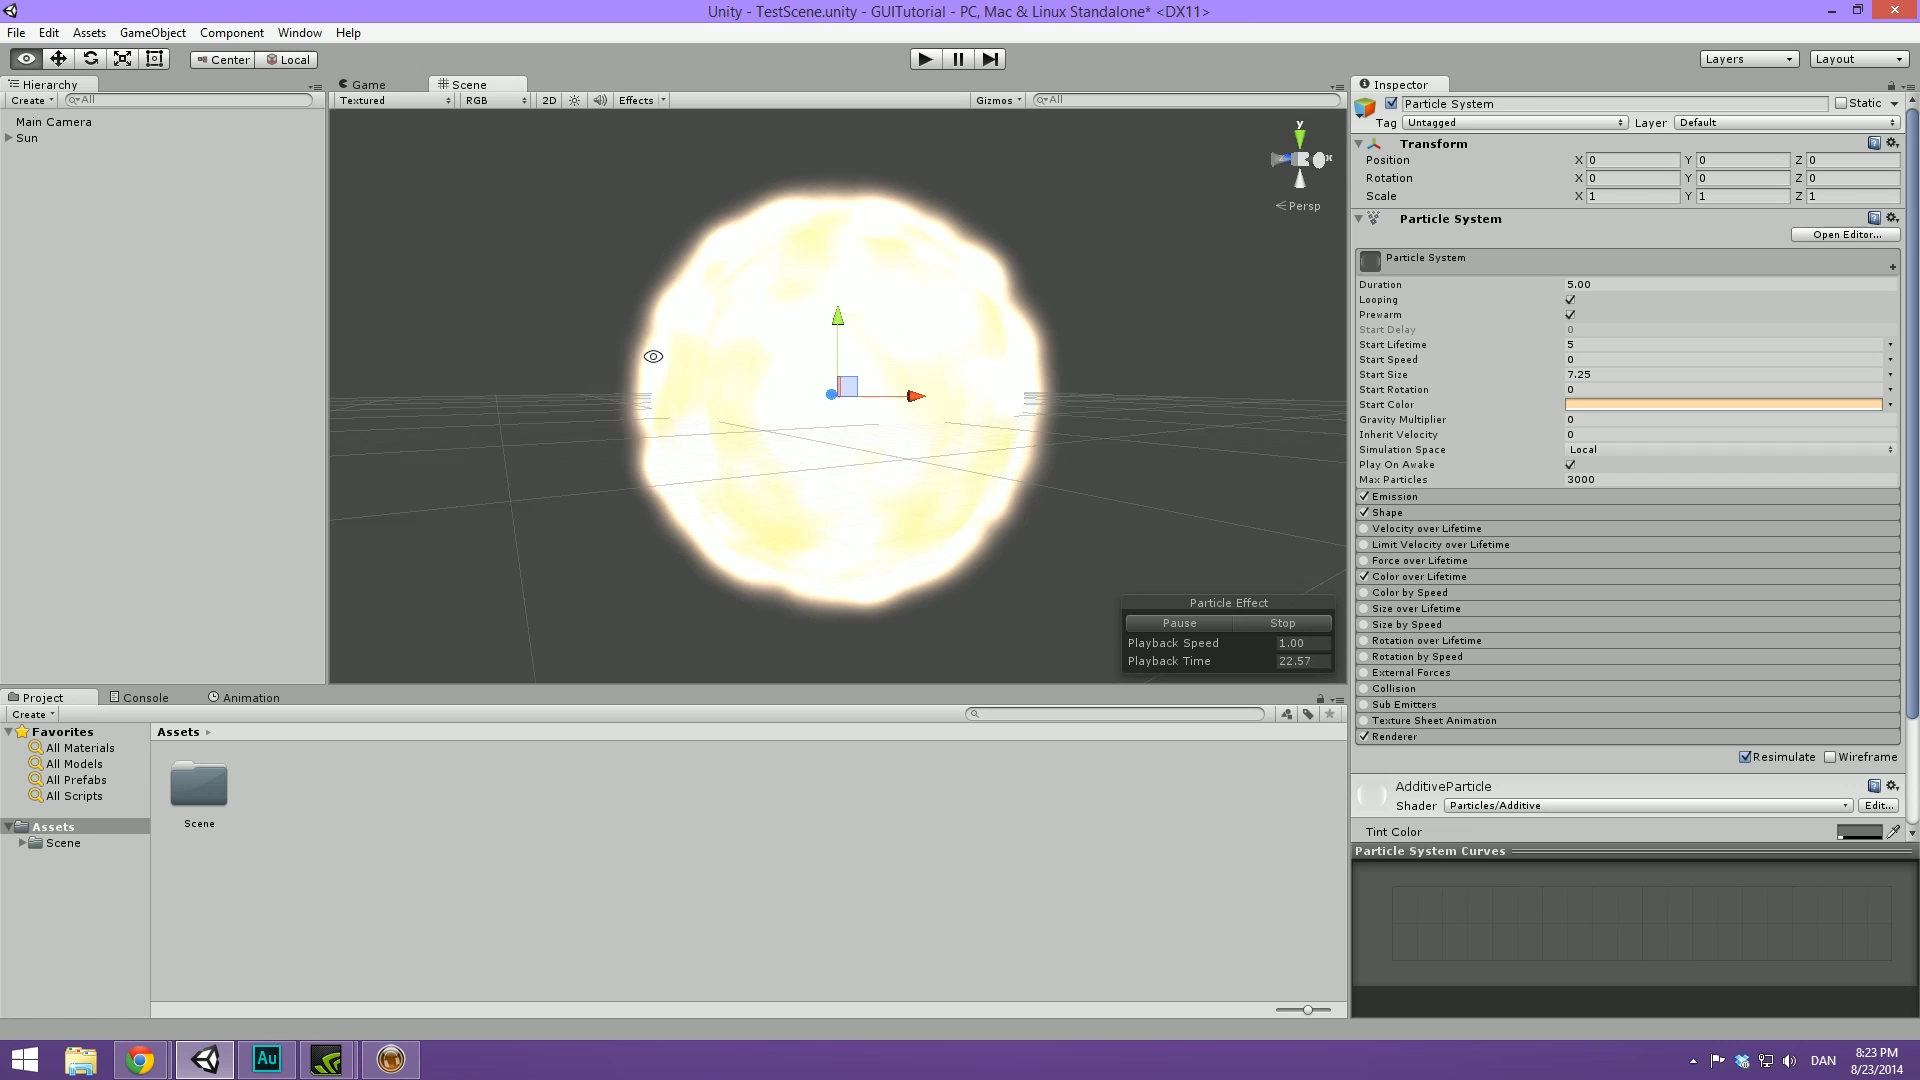 Unity - TestScene.unity - GUITutorial - PC, Mac & Linux Standalone* <DX11>
File Edit Assets GameObject Component Window Help
Center Local
Layers Layout
Hierarchy
Create All
Main Camera
Sun
Game Scene
Textured RGB 2D Effects Gizmos All
y
x
z
Persp
Particle Effect
Pause Stop
Playback Speed 1.00
Playback Time 22.57
Inspector
Particle System Static
Tag Untagged Layer Default
Transform
Position X 0 Y 0 Z 0
Rotation X 0 Y 0 Z 0
Scale X 1 Y 1 Z 1
Particle System
Open Editor...
Particle System
Duration 5.00
Looping
Prewarm
Start Delay 0
Start Lifetime 5
Start Speed 0
Start Size 7.25
Start Rotation 0
Start Color
Gravity Multiplier 0
Inherit Velocity 0
Simulation Space Local
Play On Awake
Max Particles 3000
Emission
Shape
Velocity over Lifetime
Limit Velocity over Lifetime
Force over Lifetime
Color over Lifetime
Color by Speed
Size over Lifetime
Size by Speed
Rotation over Lifetime
Rotation by Speed
External Forces
Collision
Sub Emitters
Texture Sheet Animation
Renderer
Resimulate Wireframe
AdditiveParticle
Shader Particles/Additive Edit...
Tint Color
Particle System Curves
Project Console Animation
Create
Favorites
All Materials
All Models
All Prefabs
All Scripts
Assets
Scene
Assets
Scene
Au
DAN
8:23 PM
8/23/2014